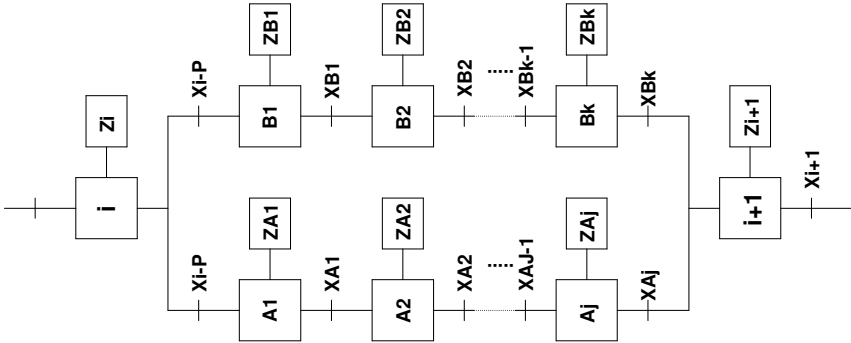 i
Zi
Xi-P
Xi-P
A1
ZA1
B1
ZB1
XA1
XB1
A2
ZA2
B2
ZB2
XA2
XB2
......
......
XAJ-1
XBk-1
Aj
ZAj
Bk
ZBk
XAj
XBk
i+1
Zi+1
Xi+1